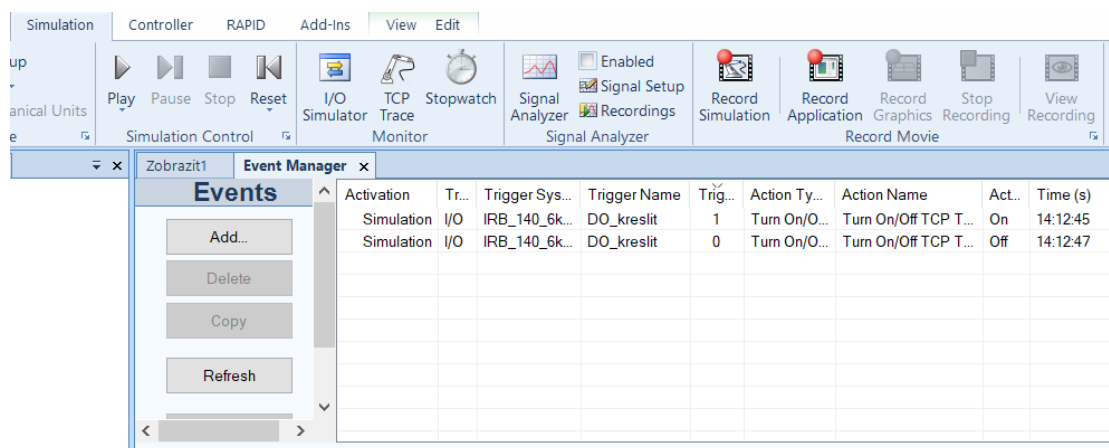 Simulation Controller RAPID Add-Ins View Edit
up
anical Units
e
Play Pause Stop Reset
Simulation Control
I/O Simulator
TCP Trace
Stopwatch
Monitor
Signal Analyzer
Enabled
Signal Setup
Recordings
Signal Analyzer
Record Simulation
Record Application
Record Graphics
Stop Recording
View Recording
Record Movie
Zobrazit1 Event Manager x
Events
Add...
Delete
Copy
Refresh
Activation Tr... Trigger Sys... Trigger Name Trig... Action Ty... Action Name Act... Time (s)
Simulation I/O IRB_140_6k... DO_kreslit 1 Turn On/O... Turn On/Off TCP T... On 14:12:45
Simulation I/O IRB_140_6k... DO_kreslit 0 Turn On/O... Turn On/Off TCP T... Off 14:12:47